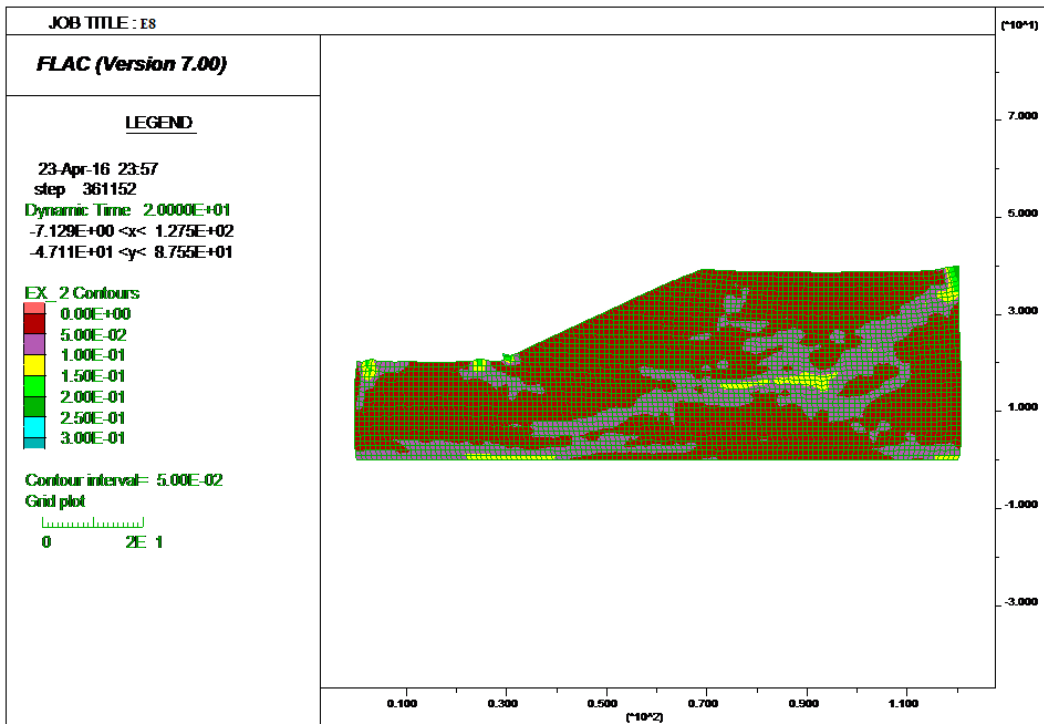 JOB TITLE : E8
FLAC (Version 7.00)
LEGEND
23-Apr-16 23:57
step 361152
Dynamic Time 2.0000E+01
-7.129E+00 <x< 1.275E+02
-4.711E+01 <y< 8.755E+01
EX_2 Contours
0.00E+00
5.00E-02
1.00E-01
1.50E-01
2.00E-01
2.50E-01
3.00E-01
Contour interval= 5.00E-02
Grid plot
0 2E 1
(*10^1)
7.000
5.000
3.000
1.000
-1.000
-3.000
0.100 0.300 0.500 0.700 0.900 1.100
(*10^2)